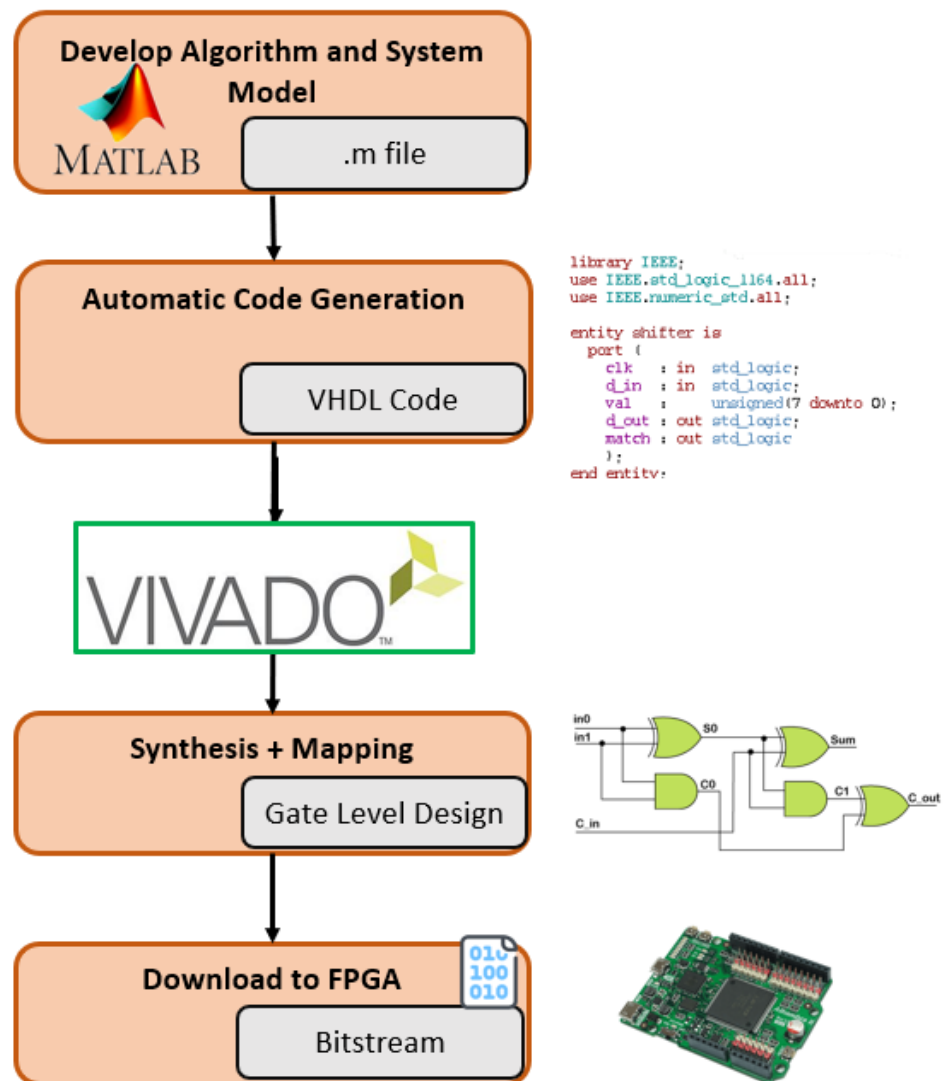 Develop Algorithm and System
Model
MATLAB
.m file
Automatic Code Generation
VHDL Code
library IEEE;
use IEEE.std_logic_1164.all;
use IEEE.numeric_std.all;
entity shifter is
port (
clk : in std_logic;
d_in : in std_logic;
val : unsigned(7 downto 0);
d_out : out std_logic;
match : out std_logic
);
end entity;
VIVADO
TM
Synthesis + Mapping
Gate Level Design
in0
in1
S0
Sum
C0
C1
C_out
C_in
Download to FPGA
010
100
010
Bitstream